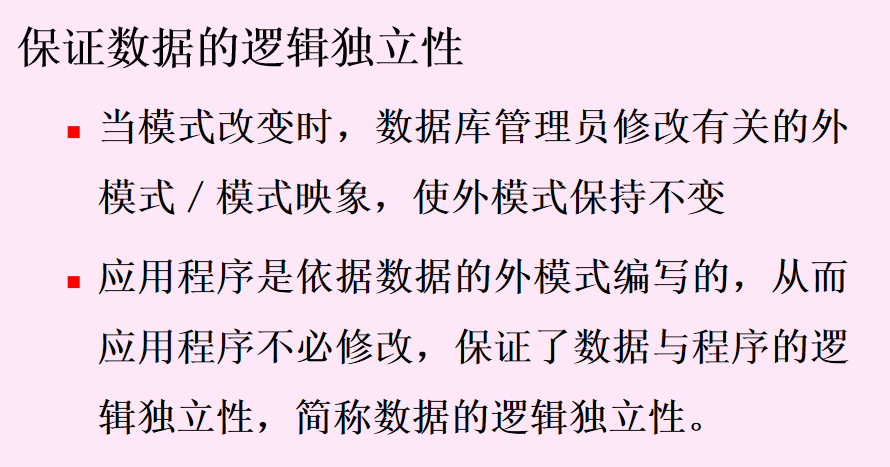 保证数据的逻辑独立性
▪ 当模式改变时，数据库管理员修改有关的外
模式／模式映象，使外模式保持不变
▪ 应用程序是依据数据的外模式编写的，从而
应用程序不必修改，保证了数据与程序的逻
辑独立性，简称数据的逻辑独立性。